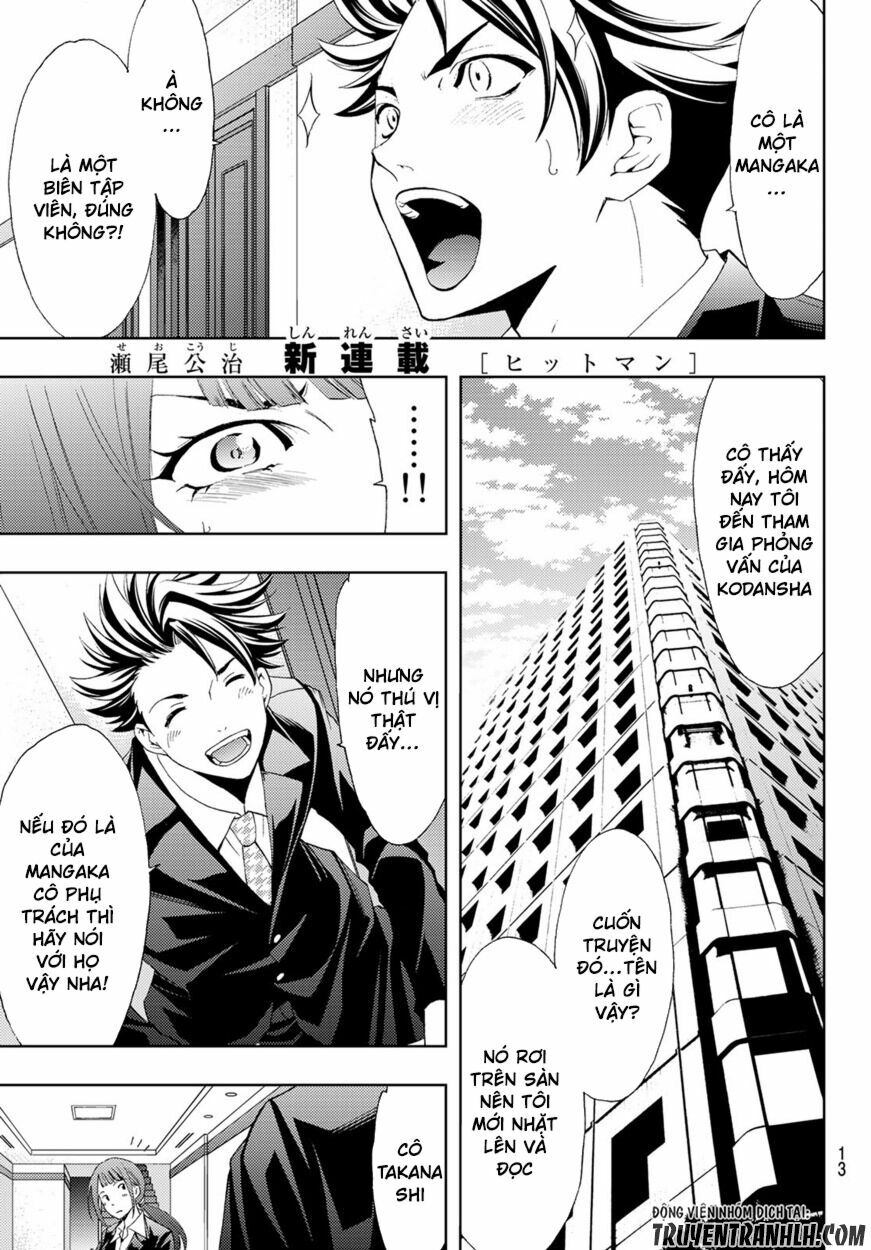 CÔ LÀ
MỘT
MANGAKA
...
À
KHÔNG
...
LÀ MỘT
BIÊN TẬP
VIÊN, ĐÚNG
KHÔNG?!
せおこうじ
瀬尾公治
しんれんさい
新連載
[ヒットマン]
CÔ THẤY
ĐẤY, HÔM
NAY TÔI
ĐẾN THAM
GIA PHỎNG
VẤN CỦA
KODANSHA
CUỐN
TRUYỆN
ĐÓ...TÊN
LÀ GÌ
VẬY?
NÓ RƠI
TRÊN SÀN
NÊN TÔI
MỚI NHẶT
LÊN VÀ
ĐỌC
......!!
NHƯNG
NÓ THÚ VỊ
THẬT
ĐẤY...
NẾU ĐÓ LÀ
CỦA
MANGAKA
CÔ PHỤ
TRÁCH THÌ
HÃY NÓI
VỚI HỌ
VẬY NHA!
CÔ
TAKANA
SHI
13
ĐỘNG VIÊN NHÓM DỊCH TẠI:
TRUYENTRANHLH.COM